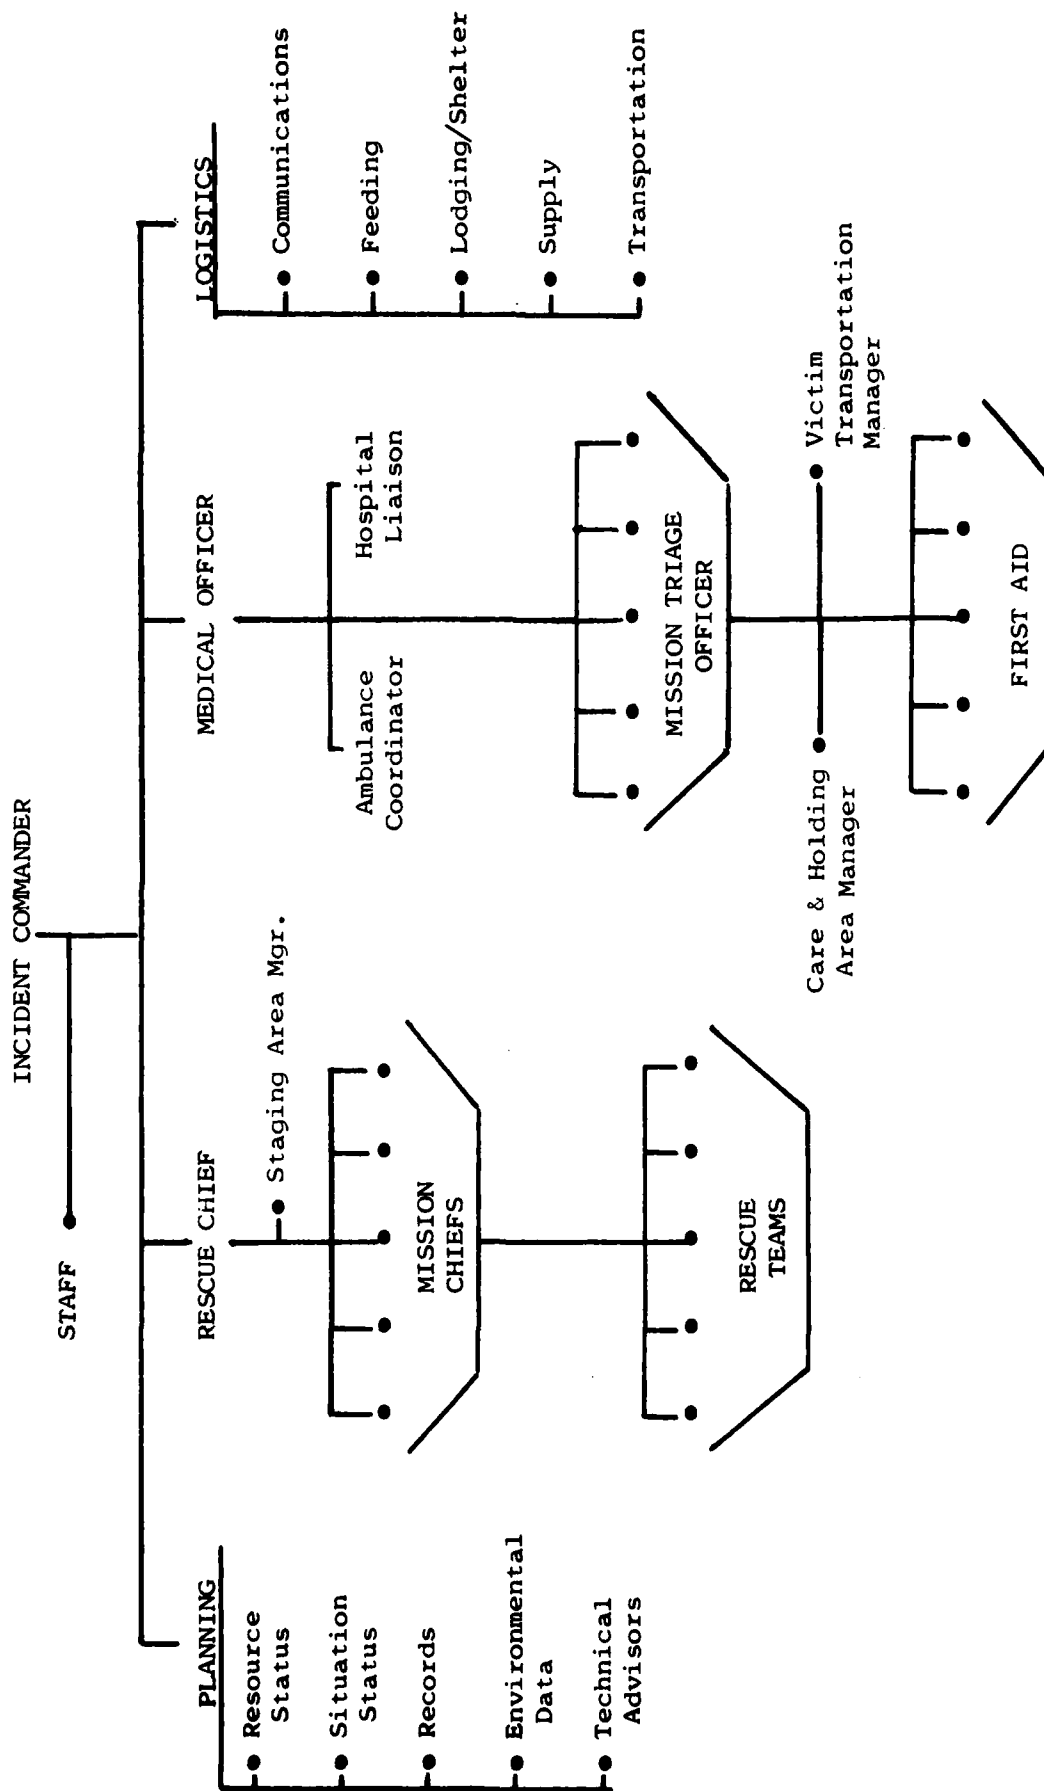 INCIDENT COMMANDER
STAFF
PLANNING
Resource
Status
Situation
Status
Records
Environmental
Data
Technical
Advisors
RESCUE CHIEF
Staging Area Mgr.
MISSION
CHIEFS
RESCUE
TEAMS
MEDICAL OFFICER
Ambulance
Coordinator
Hospital
Liaison
MISSION TRIAGE
OFFICER
Care & Holding
Area Manager
Victim
Transportation
Manager
FIRST AID
LOGISTICS
Communications
Feeding
Lodging/Shelter
Supply
Transportation